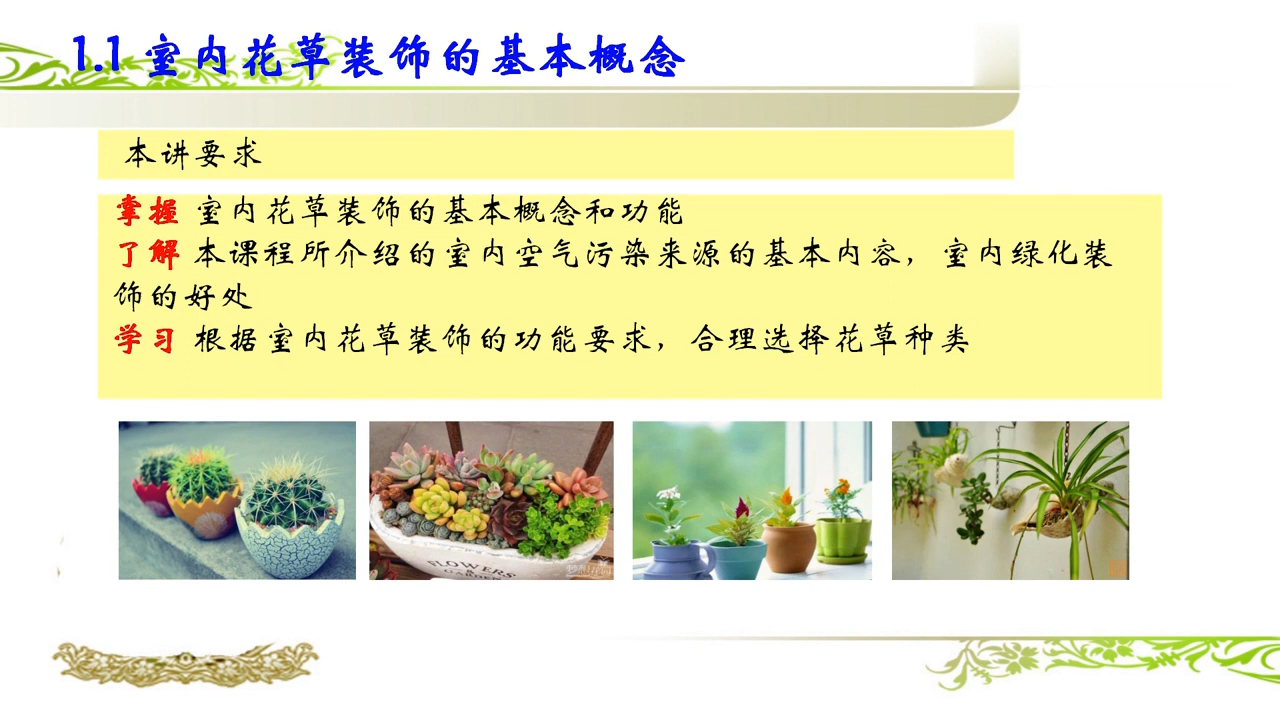 1.1 室内花草装饰的基本概念
本讲要求
掌握 室内花草装饰的基本概念和功能
了解 本课程所介绍的室内空气污染来源的基本内容，室内绿化装
饰的好处
学习 根据室内花草装饰的功能要求，合理选择花草种类
FLOWERS
& GARDEN